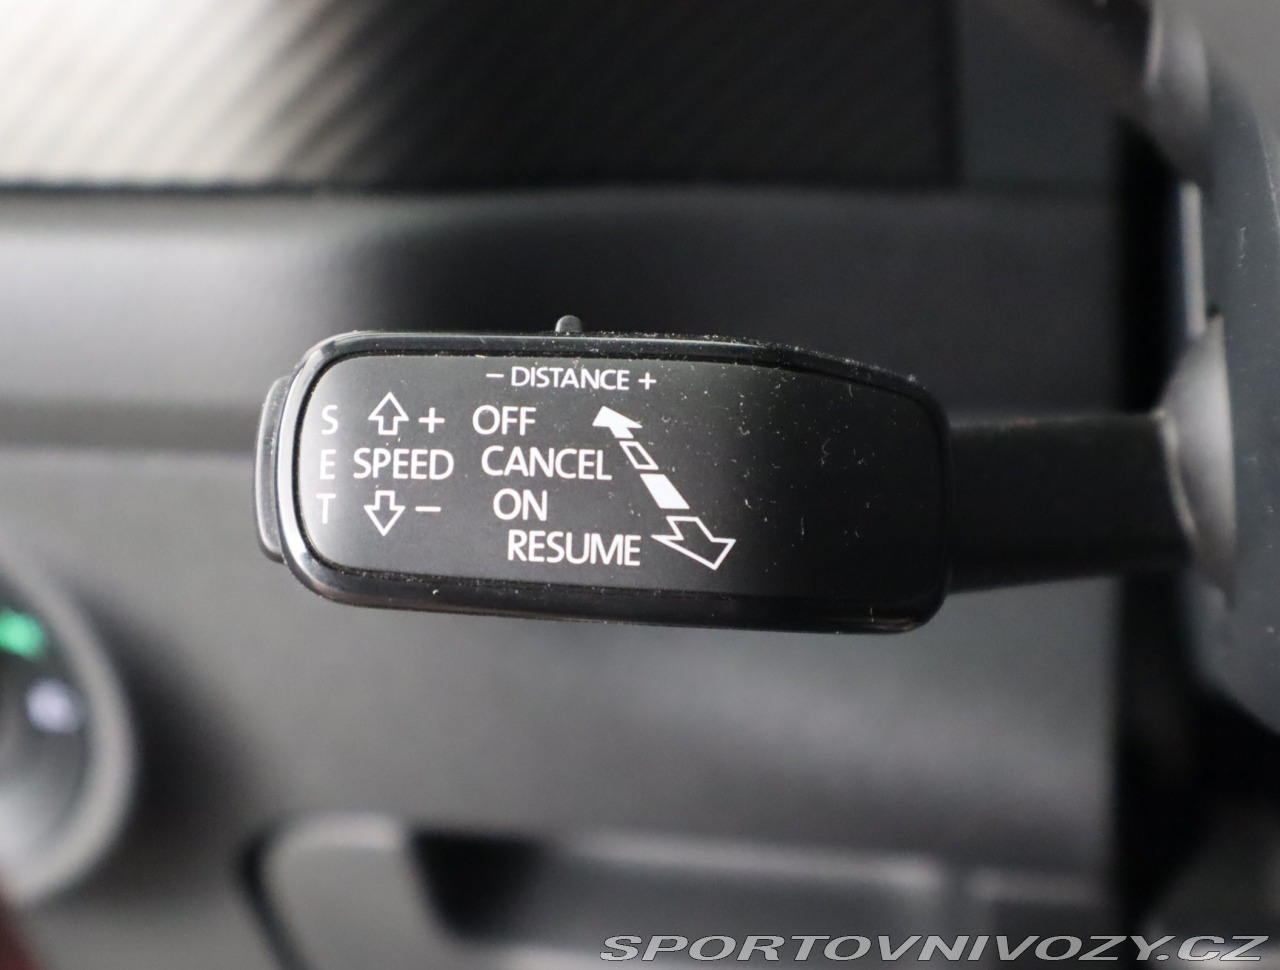 - DISTANCE +
S + OFF
E SPEED CANCEL
T - ON
RESUME
SPORTOVNIVOZY.CZ